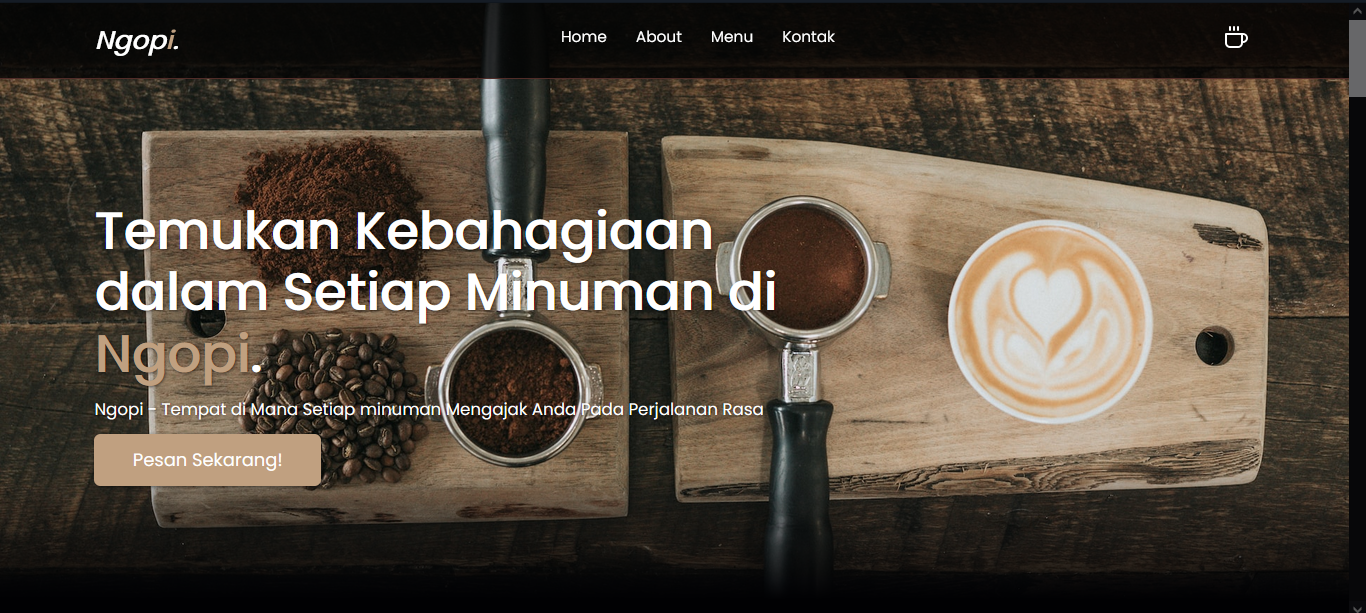 Ngopi.
Home About Menu Kontak
Temukan Kebahagiaan
dalam Setiap Minuman di
Ngopi.
Ngopi - Tempat di Mana Setiap minuman Mengajak Anda Pada Perjalanan Rasa
Pesan Sekarang!